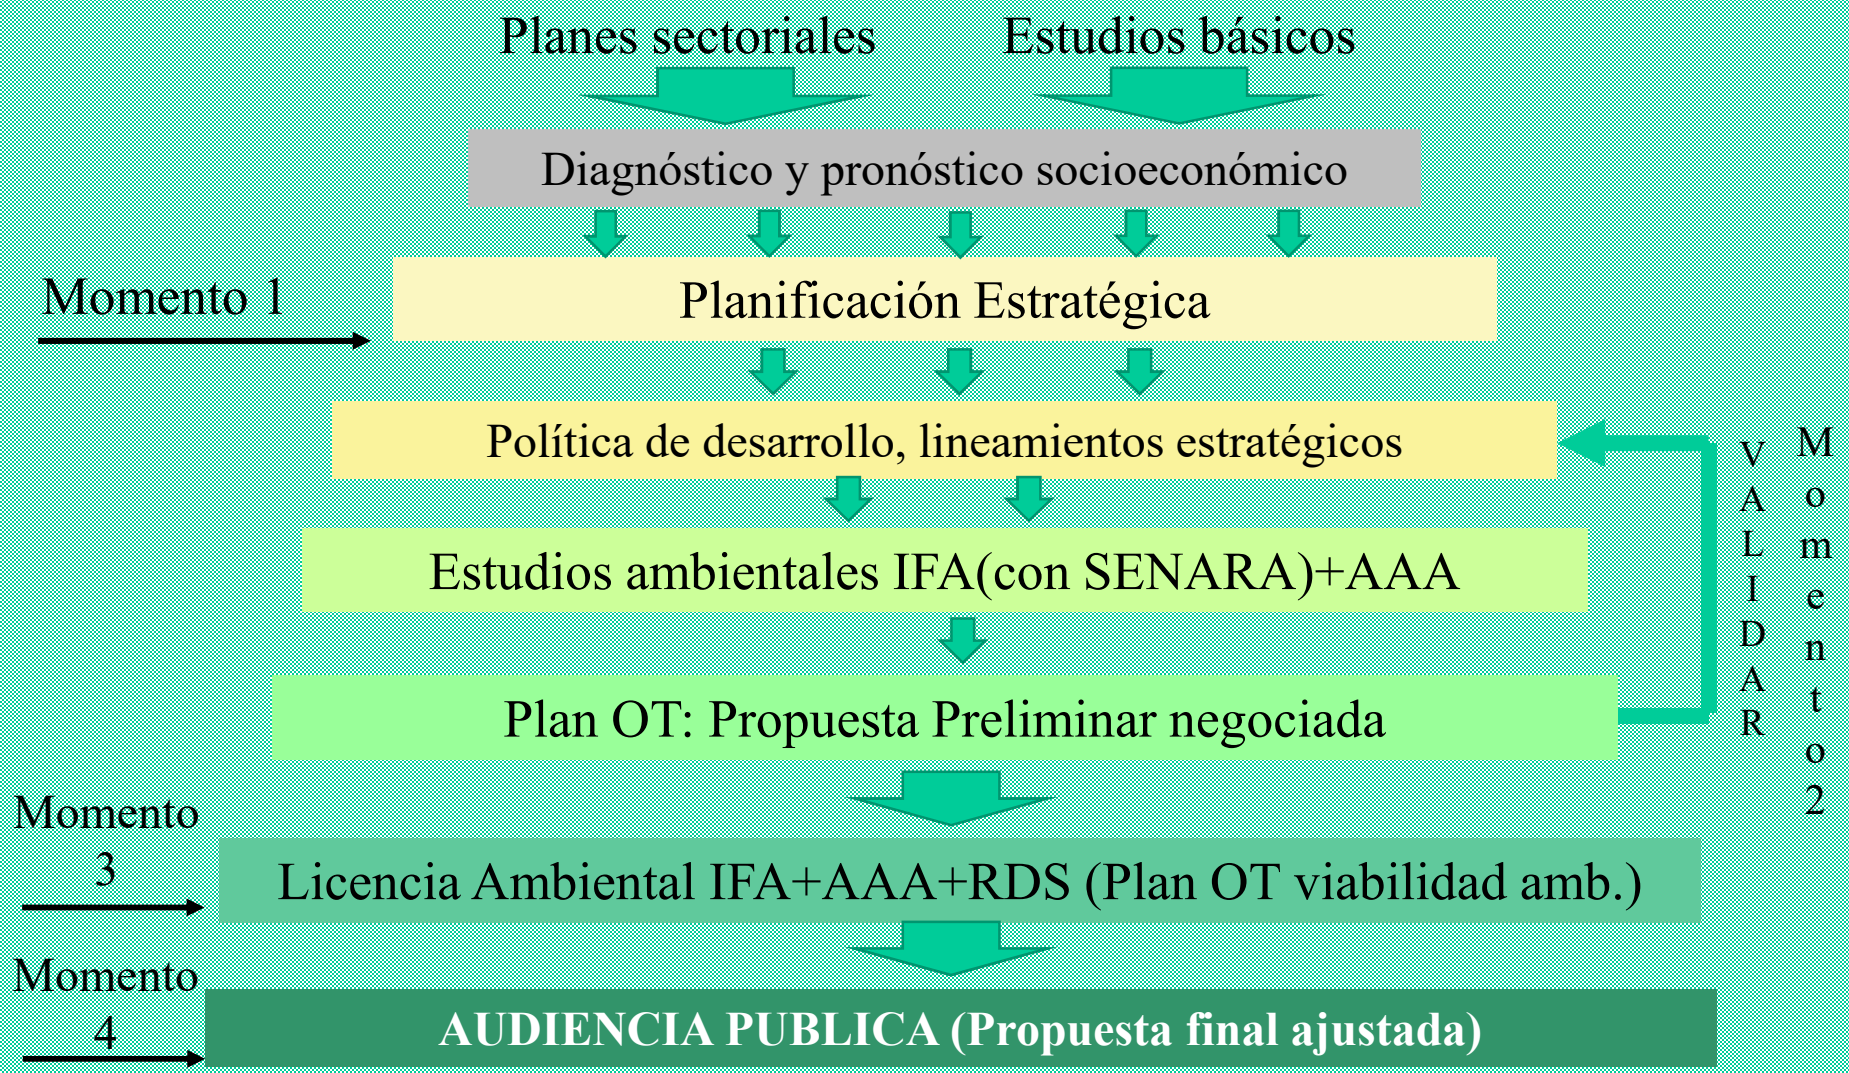 Planes sectoriales
Estudios básicos
Diagnóstico y pronóstico socioeconómico
Momento 1
Planificación Estratégica
Política de desarrollo, lineamientos estratégicos
VALIDAR
Momento 2
Estudios ambientales IFA(con SENARA)+AAA
Plan OT: Propuesta Preliminar negociada
Momento
3
Licencia Ambiental IFA+AAA+RDS (Plan OT viabilidad amb.)
Momento
4
AUDIENCIA PUBLICA (Propuesta final ajustada)